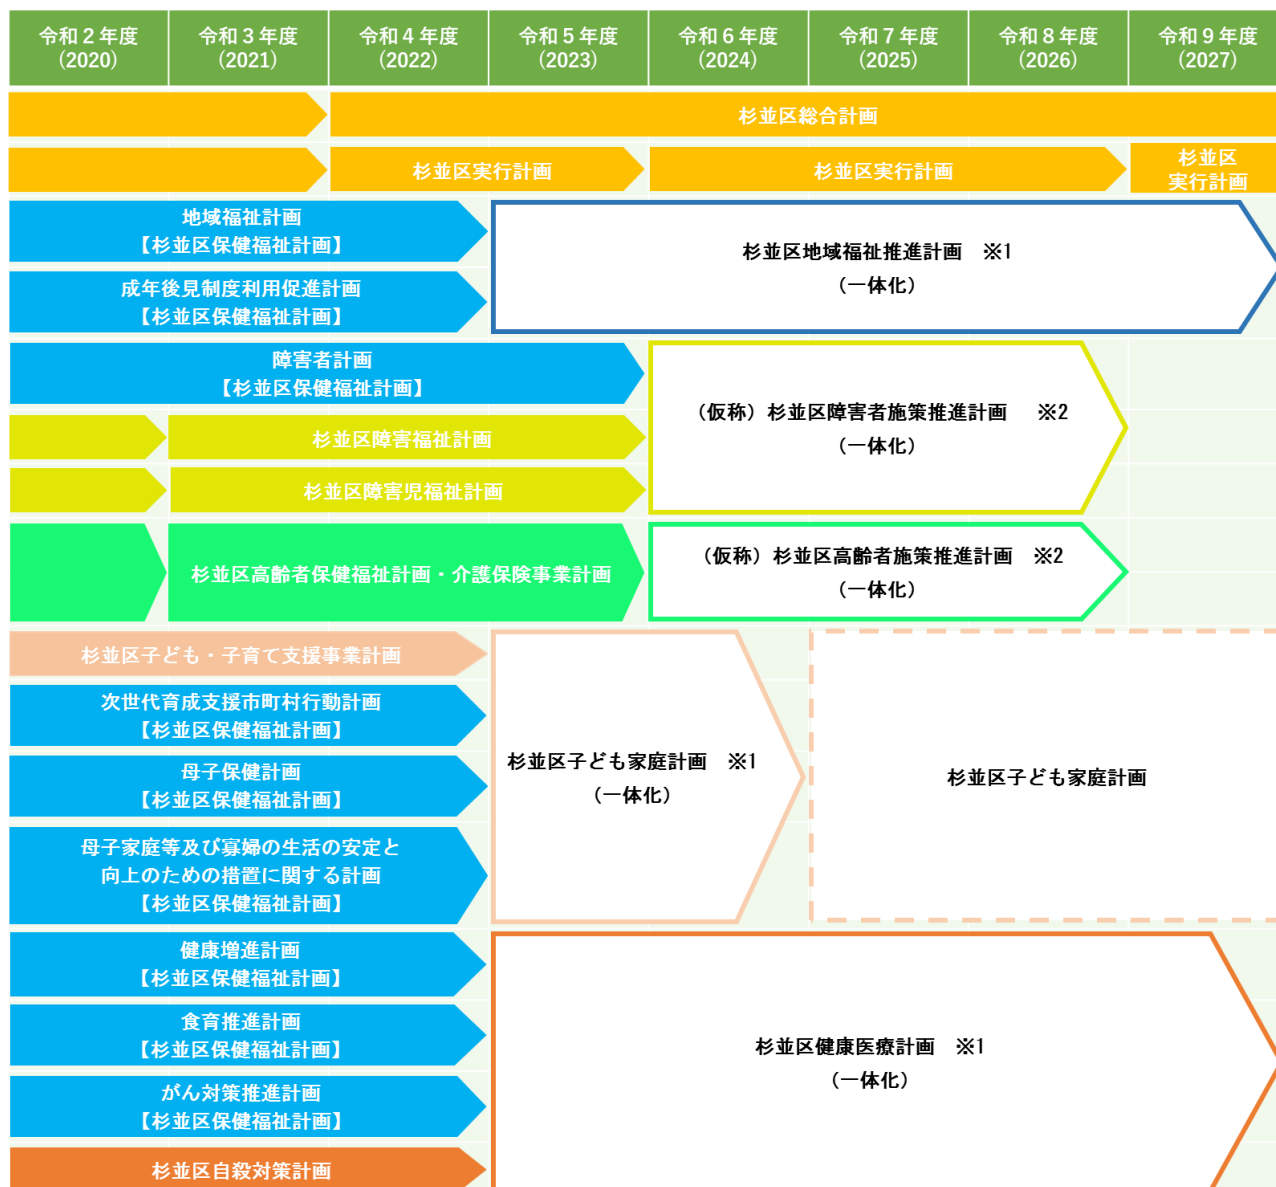 令和２年度
(2020)
令和３年度
(2021)
令和４年度
(2022)
令和５年度
(2023)
令和６年度
(2024)
令和７年度
(2025)
令和８年度
(2026)
令和９年度
(2027)
杉並区総合計画
杉並区実行計画
杉並区実行計画
杉並区
実行計画
地域福祉計画
【杉並区保健福祉計画】
成年後見制度利用促進計画
【杉並区保健福祉計画】
杉並区地域福祉推進計画　※1
（一体化）
障害者計画
【杉並区保健福祉計画】
杉並区障害福祉計画
杉並区障害児福祉計画
（仮称）杉並区障害者施策推進計画　※2
（一体化）
杉並区高齢者保健福祉計画・介護保険事業計画
（仮称）杉並区高齢者施策推進計画　※2
（一体化）
杉並区子ども・子育て支援事業計画
次世代育成支援市町村行動計画
【杉並区保健福祉計画】
母子保健計画
【杉並区保健福祉計画】
母子家庭等及び寡婦の生活の安定と
向上のための措置に関する計画
【杉並区保健福祉計画】
杉並区子ども家庭計画　※1
（一体化）
杉並区子ども家庭計画
健康増進計画
【杉並区保健福祉計画】
食育推進計画
【杉並区保健福祉計画】
がん対策推進計画
【杉並区保健福祉計画】
杉並区自殺対策計画
杉並区健康医療計画　※1
（一体化）